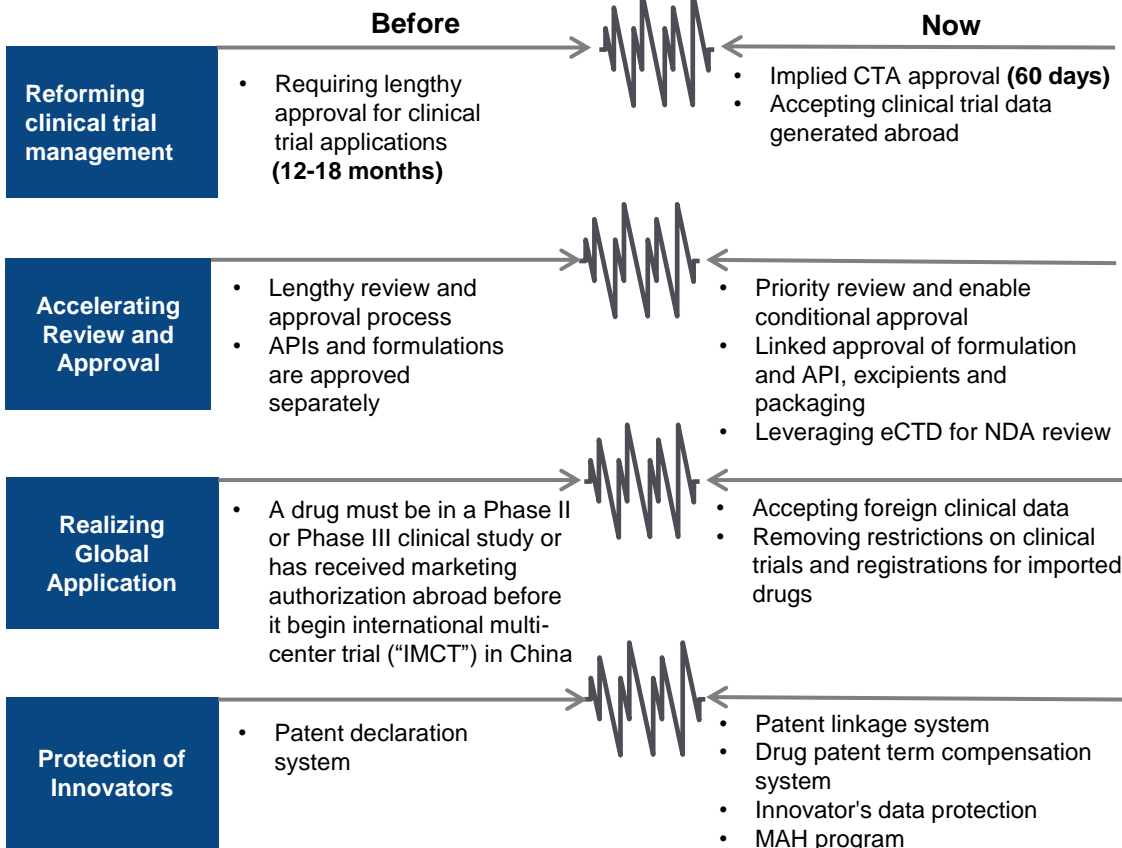 Before
Now
Reforming
clinical trial
management
• Requiring lengthy
approval for clinical
trial applications
(12-18 months)
• Implied CTA approval (60 days)
• Accepting clinical trial data
generated abroad
Accelerating
Review and
Approval
• Lengthy review and
approval process
• APIs and formulations
are approved
separately
• Priority review and enable
conditional approval
• Linked approval of formulation
and API, excipients and
packaging
• Leveraging eCTD for NDA review
Realizing
Global
Application
• A drug must be in a Phase II
or Phase III clinical study or
has received marketing
authorization abroad before
it begin international multi-
center trial (“IMCT”) in China
• Accepting foreign clinical data
• Removing restrictions on clinical
trials and registrations for imported
drugs
Protection of
Innovators
• Patent declaration
system
• Patent linkage system
• Drug patent term compensation
system
• Innovator's data protection
• MAH program